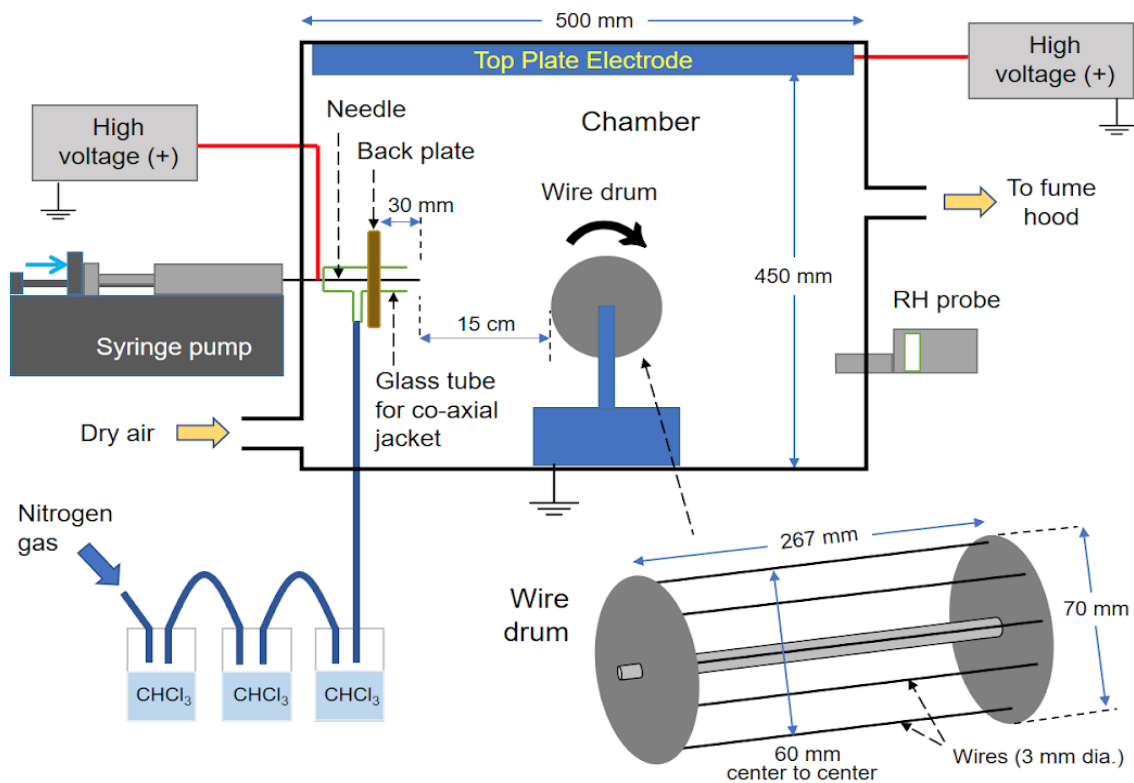 500 mm
Top Plate Electrode
High
voltage (+)
High
voltage (+)
Needle
Chamber
Back plate
30 mm
Wire drum
To fume
hood
450 mm
RH probe
15 cm
Syringe pump
Glass tube
for co-axial
jacket
Dry air
Nitrogen
gas
267 mm
Wire
drum
70 mm
CHCl₃
CHCl₃
CHCl₃
60 mm
center to center
Wires (3 mm dia.)